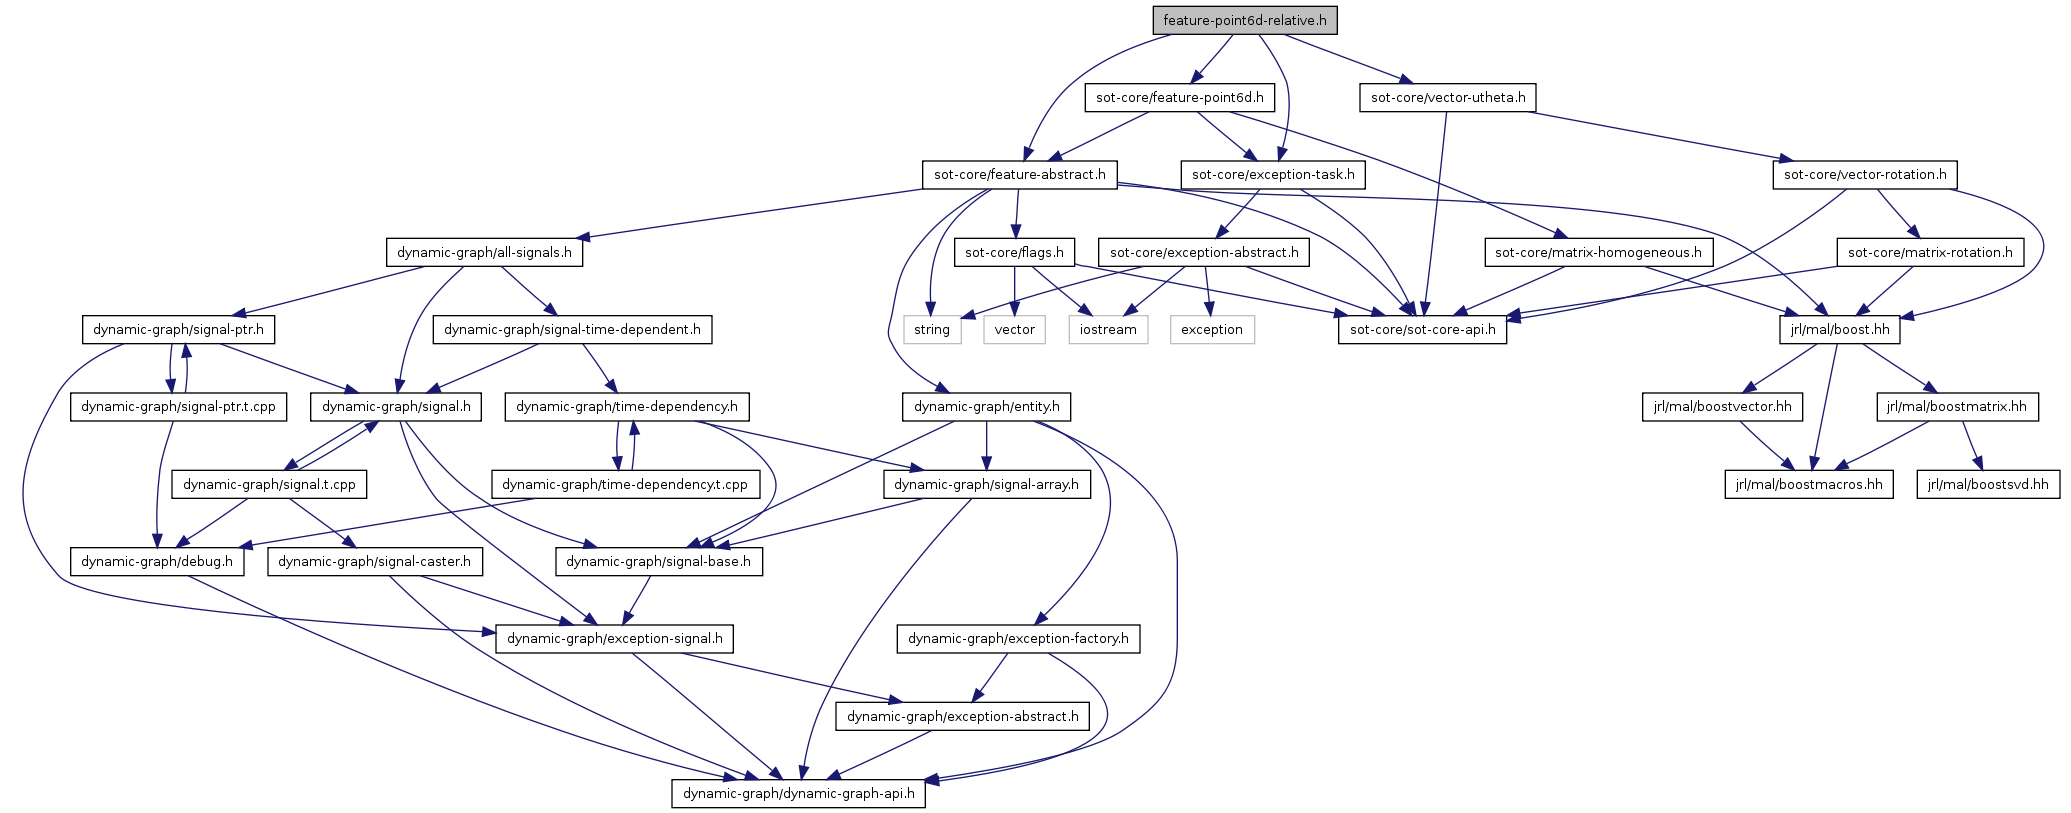 feature-point6d-relative.h
sot-core/feature-point6d.h
sot-core/vector-utheta.h
sot-core/feature-abstract.h
sot-core/exception-task.h
sot-core/vector-rotation.h
dynamic-graph/all-signals.h
sot-core/flags.h
sot-core/exception-abstract.h
sot-core/matrix-homogeneous.h
sot-core/matrix-rotation.h
dynamic-graph/signal-ptr.h
dynamic-graph/signal-time-dependent.h
string
vector
iostream
exception
sot-core/sot-core-api.h
jrl/mal/boost.hh
dynamic-graph/signal-ptr.t.cpp
dynamic-graph/signal.h
dynamic-graph/time-dependency.h
dynamic-graph/entity.h
jrl/mal/boostvector.hh
jrl/mal/boostmatrix.hh
dynamic-graph/signal.t.cpp
dynamic-graph/time-dependency.t.cpp
dynamic-graph/signal-array.h
jrl/mal/boostmacros.hh
jrl/mal/boostsvd.hh
dynamic-graph/debug.h
dynamic-graph/signal-caster.h
dynamic-graph/signal-base.h
dynamic-graph/exception-signal.h
dynamic-graph/exception-factory.h
dynamic-graph/exception-abstract.h
dynamic-graph/dynamic-graph-api.h